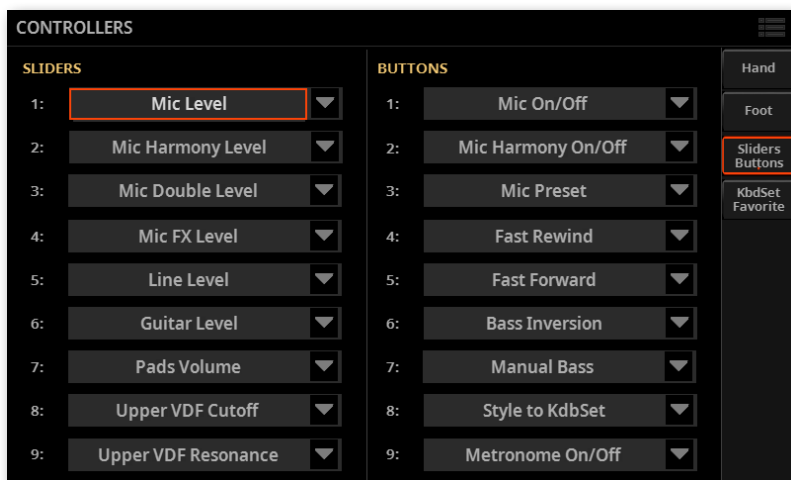 CONTROLLERS
SLIDERS
1: Mic Level
2: Mic Harmony Level
3: Mic Double Level
4: Mic FX Level
5: Line Level
6: Guitar Level
7: Pads Volume
8: Upper VDF Cutoff
9: Upper VDF Resonance
BUTTONS
1: Mic On/Off
2: Mic Harmony On/Off
3: Mic Preset
4: Fast Rewind
5: Fast Forward
6: Bass Inversion
7: Manual Bass
8: Style to KdbSet
9: Metronome On/Off
Hand
Foot
Sliders
Buttons
KbdSet
Favorite